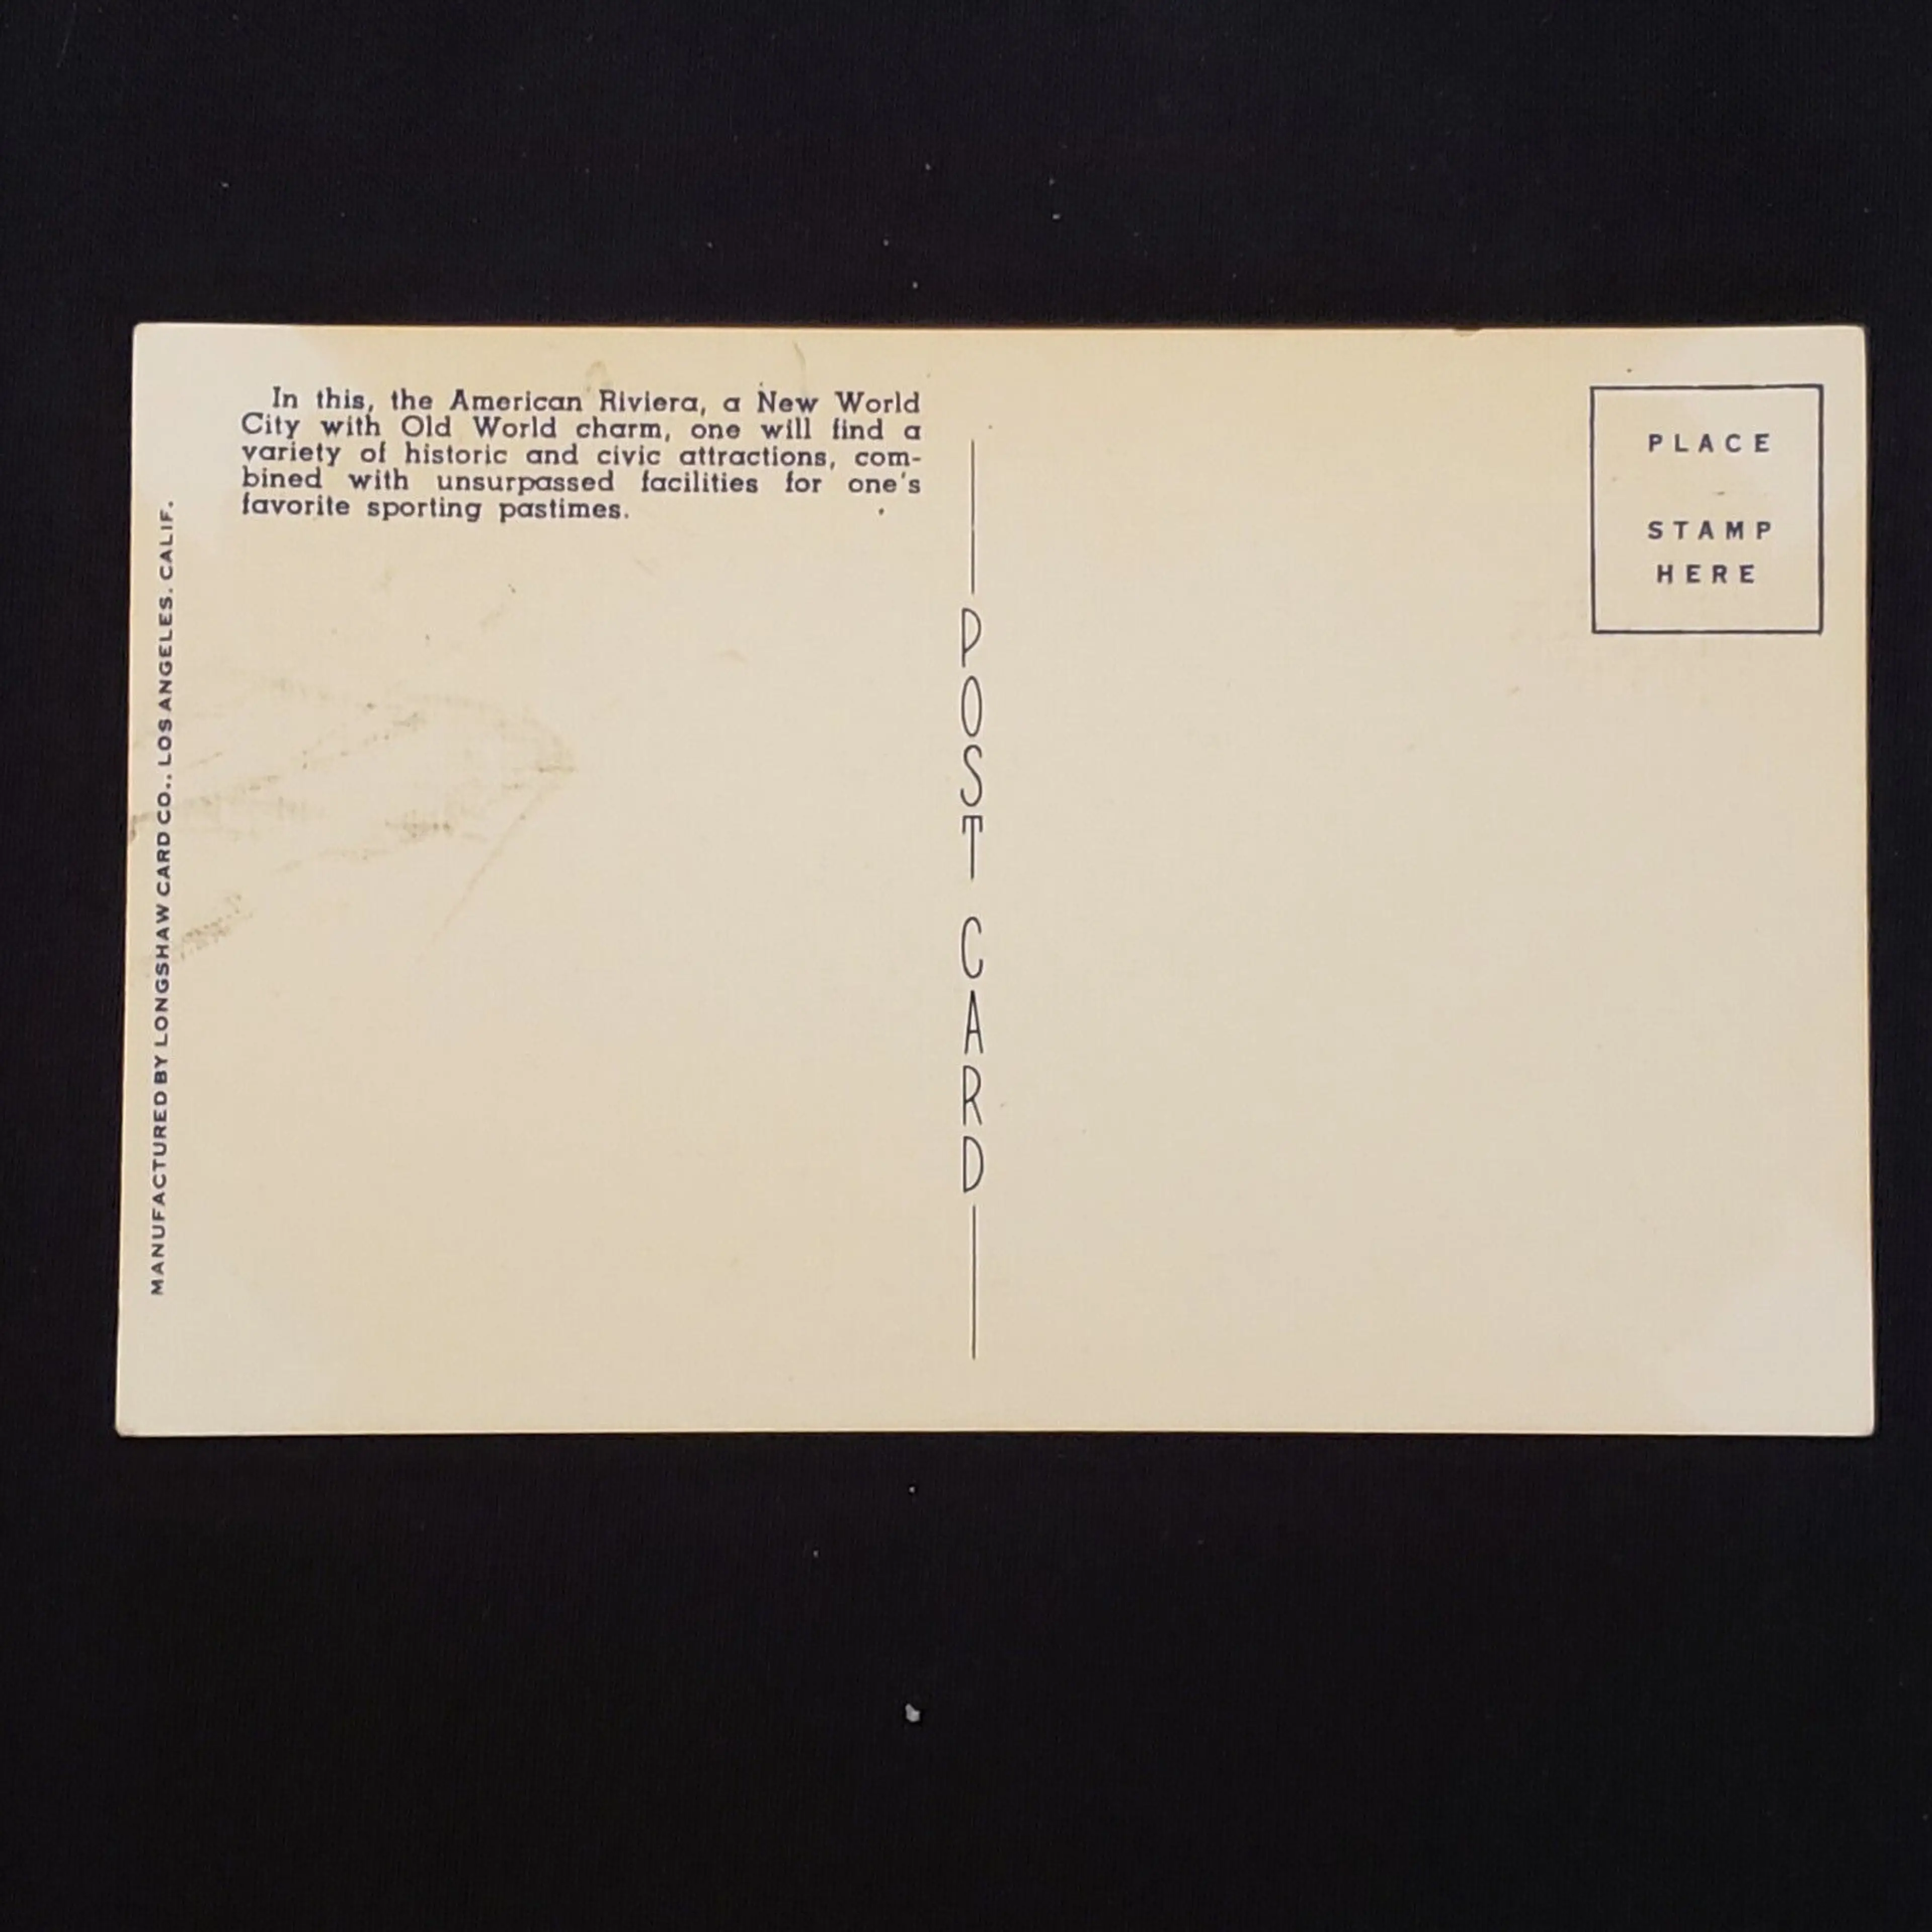 In this, the American Riviera, a New World
City with Old World charm, one will find a
variety of historic and civic attractions, com-
bined with unsurpassed facilities for one's
favorite sporting pastimes.
MANUFACTURED BY LONGSHAW CARD CO., LOS ANGELES, CALIF.
POST CARD
PLACE
STAMP
HERE